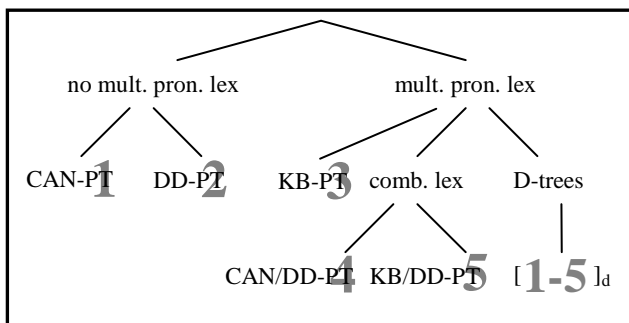 no mult. pron. lex mult. pron. lex
CAN-PT 1 DD-PT 2 KB-PT 3 comb. lex D-trees
CAN/DD-PT 4 KB/DD-PT 5 [1-5]d